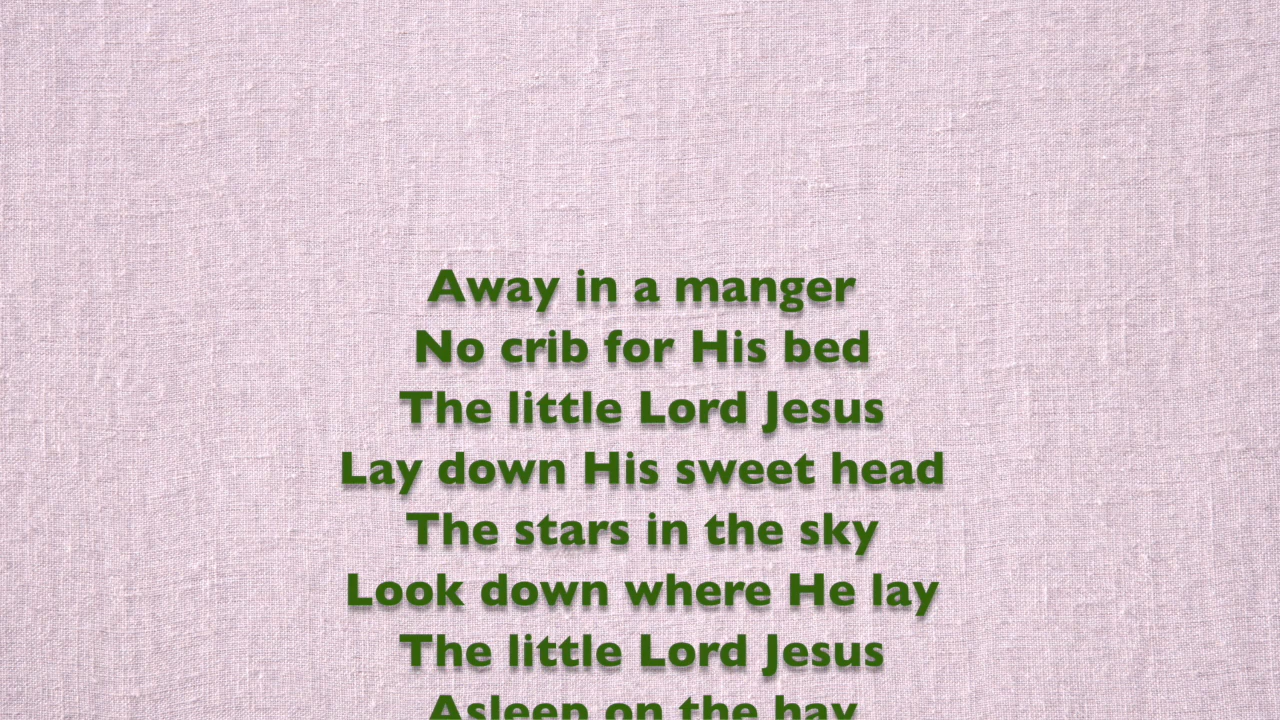 Away in a manger
No crib for His bed
The little Lord Jesus
Lay down His sweet head
The stars in the sky
Look down where He lay
The little Lord Jesus
Asleep on the hay